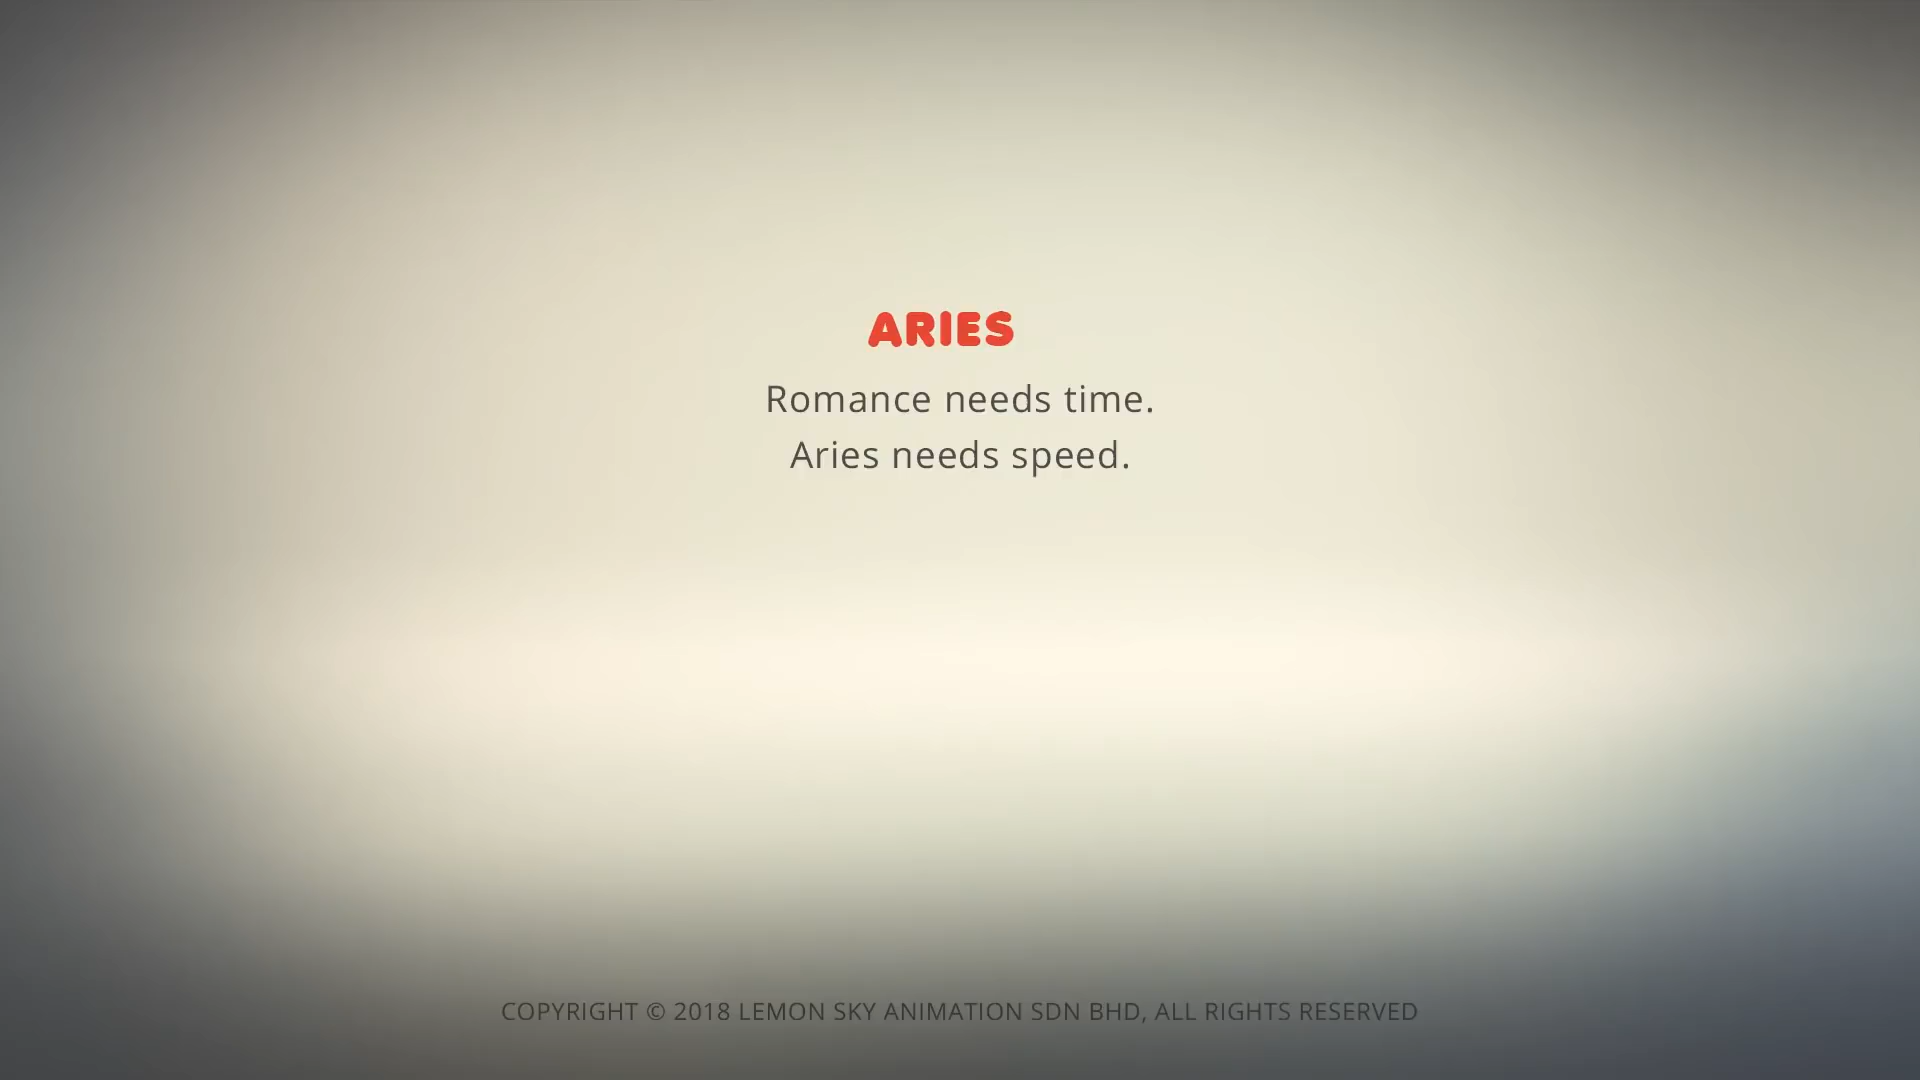 ARIES
Romance needs time.
Aries needs speed.
COPYRIGHT © 2018 LEMON SKY ANIMATION SDN BHD, ALL RIGHTS RESERVED